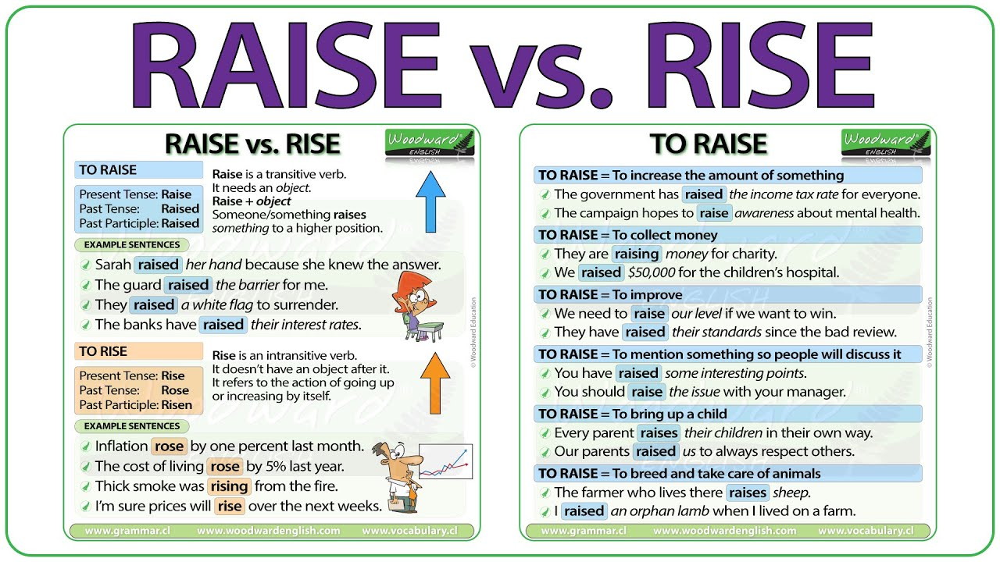 RAISE vs. RISE
RAISE vs. RISE
Woodward®
ENGLISH
TO RAISE
Present Tense: Raise
Past Tense: Raised
Past Participle: Raised
Raise is a transitive verb.
It needs an object.
Raise + object
Someone/something raises
something to a higher position.
EXAMPLE SENTENCES
Sarah raised her hand because she knew the answer.
The guard raised the barrier for me.
They raised a white flag to surrender.
The banks have raised their interest rates.
TO RISE
Present Tense: Rise
Past Tense: Rose
Past Participle: Risen
Rise is an intransitive verb.
It doesn't have an object after it.
It refers to the action of going up
or increasing by itself.
EXAMPLE SENTENCES
Inflation rose by one percent last month.
The cost of living rose by 5% last year.
Thick smoke was rising from the fire.
I'm sure prices will rise over the next weeks.
© Woodward Education
www.grammar.cl www.woodwardenglish.com www.vocabulary.cl
TO RAISE
Woodward®
ENGLISH
TO RAISE = To increase the amount of something
The government has raised the income tax rate for everyone.
The campaign hopes to raise awareness about mental health.
TO RAISE = To collect money
They are raising money for charity.
We raised $50,000 for the children's hospital.
TO RAISE = To improve
We need to raise our level if we want to win.
They have raised their standards since the bad review.
TO RAISE = To mention something so people will discuss it
You have raised some interesting points.
You should raise the issue with your manager.
TO RAISE = To bring up a child
Every parent raises their children in their own way.
Our parents raised us to always respect others.
TO RAISE = To breed and take care of animals
The farmer who lives there raises sheep.
I raised an orphan lamb when I lived on a farm.
© Woodward Education
www.grammar.cl www.woodwardenglish.com www.vocabulary.cl